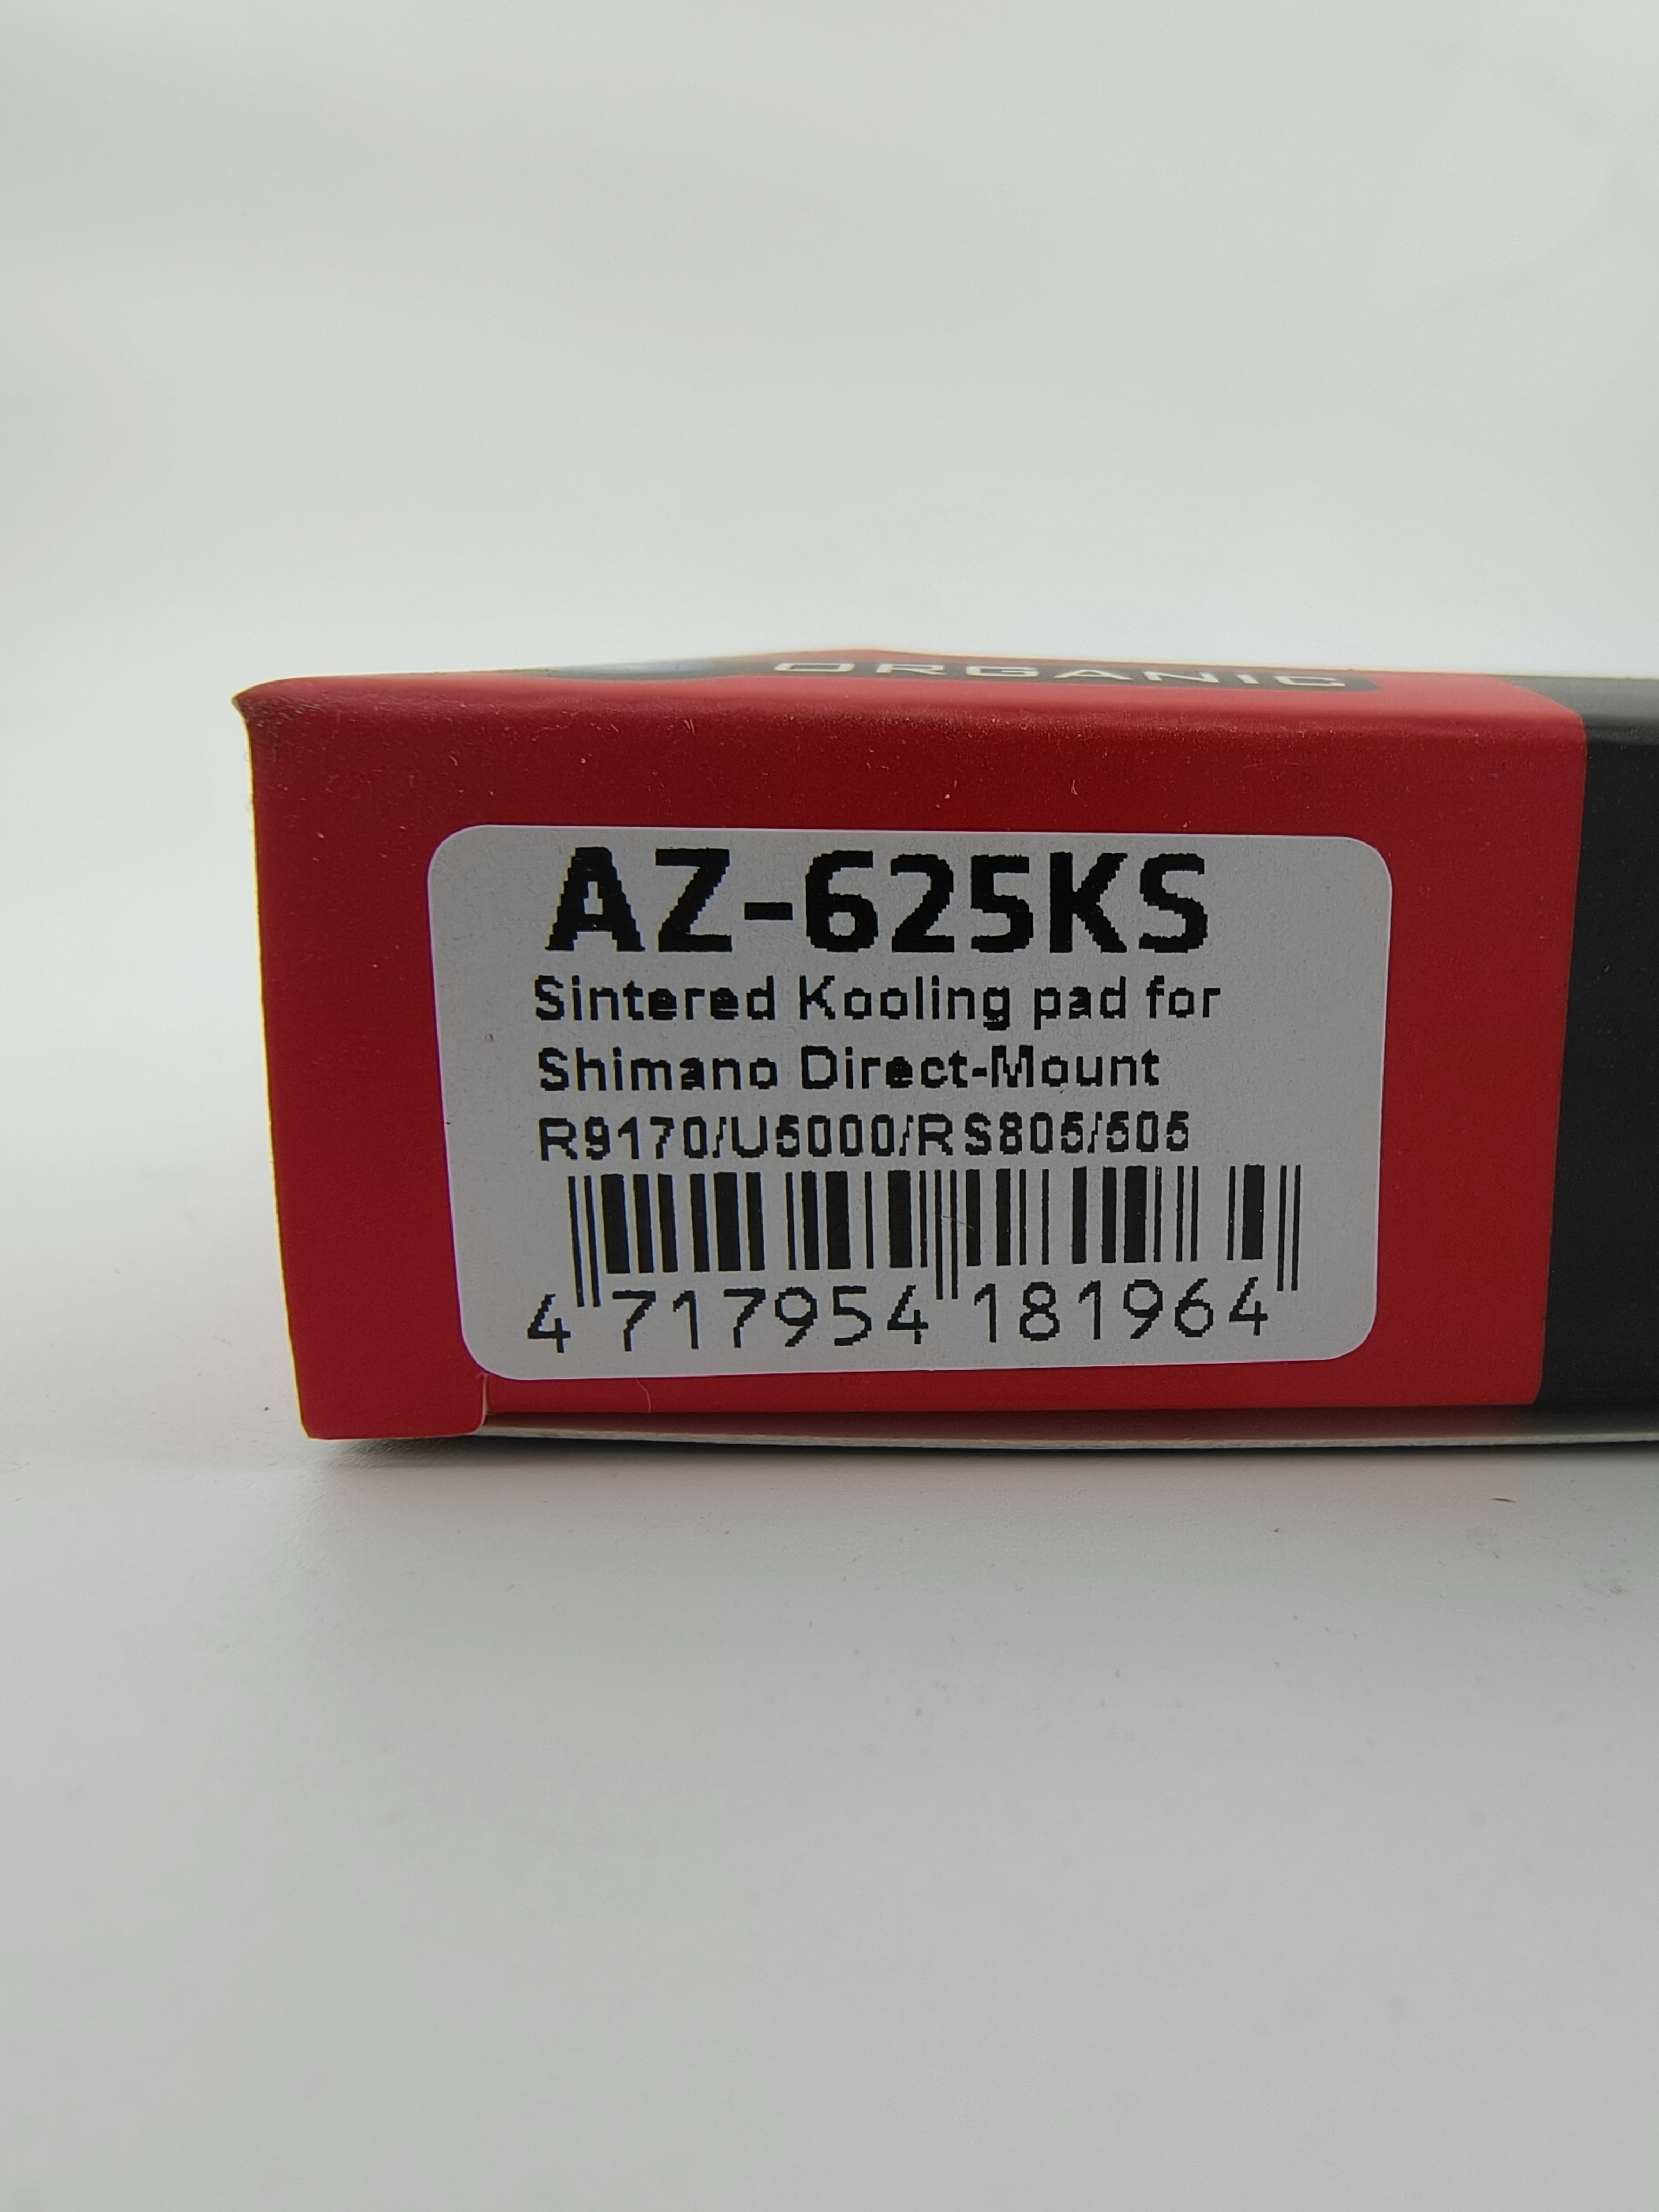 ORGANIC
AZ-625KS
Sintered Kooling pad for
Shimano Direct-Mount
R9170/U5000/RS805/505
4 717954 181964